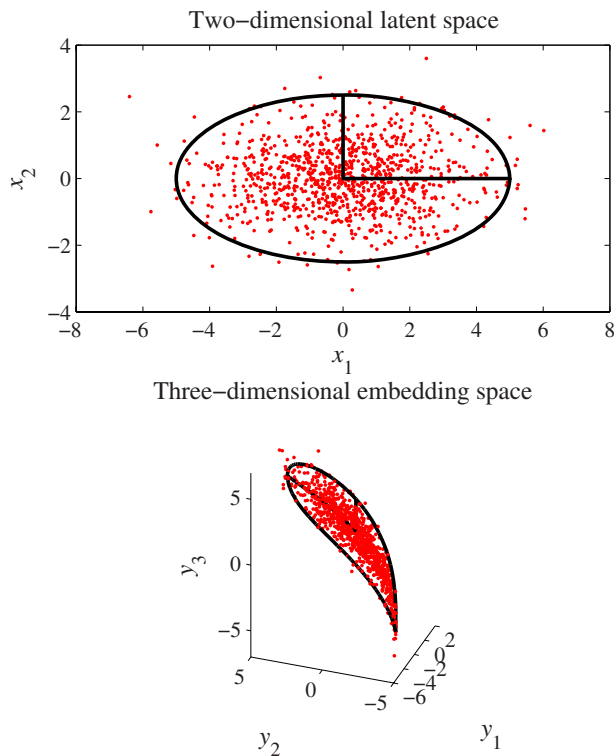 Two−dimensional latent space
4
2
0
−2
−4
x2
−8 −6 −4 −2 0 2 4 6 8
x1
Three−dimensional embedding space
5
0
−5
y3
5 0 −5
−6 −4 −2 0 2
y2
y1